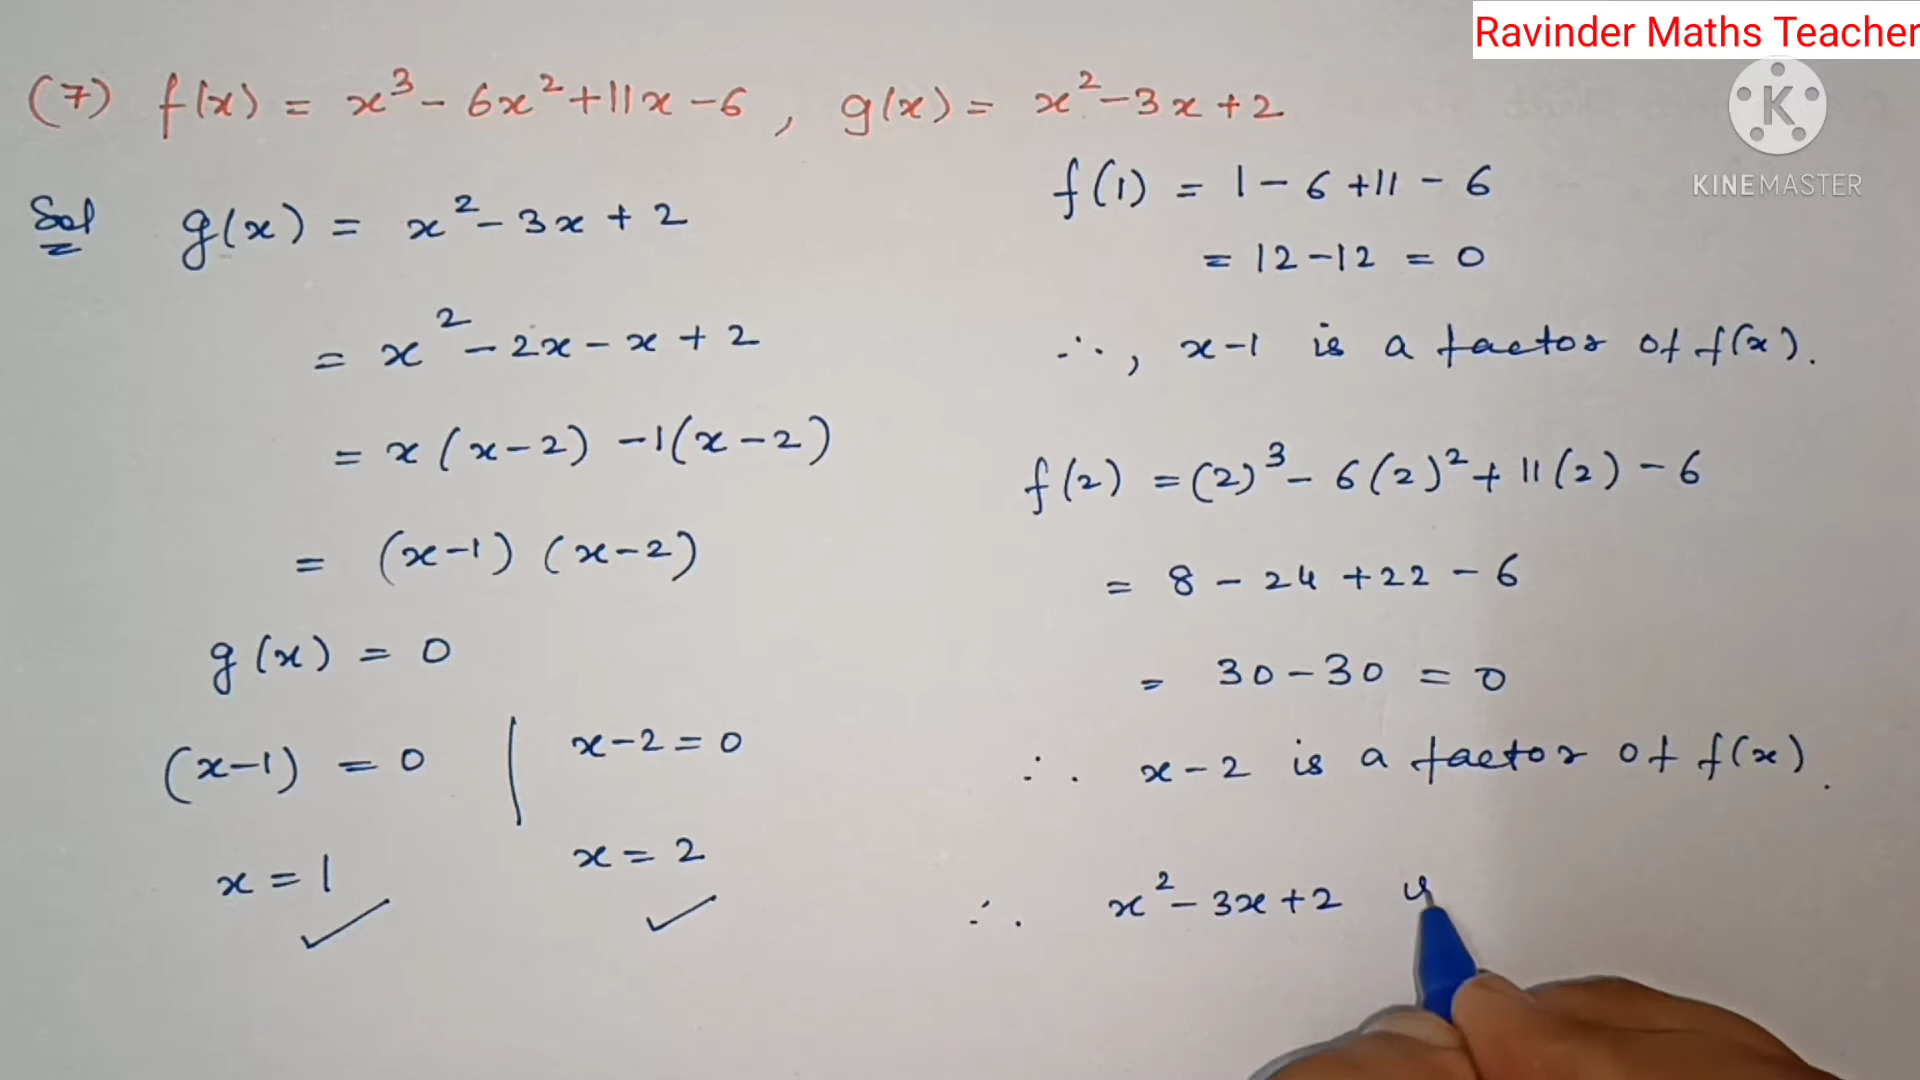 Ravinder Maths Teacher
(7) f(x) = x³ - 6x² + 11x - 6 , g(x) = x² - 3x + 2
KINEMASTER
Sol g(x) = x² - 3x + 2
= x² - 2x - x + 2
= x(x-2) -1(x-2)
= (x-1) (x-2)
g(x) = 0
(x-1) = 0 | x-2 = 0
x = 1 x = 2
f(1) = 1 - 6 + 11 - 6
= 12 - 12 = 0
∴, x-1 is a factor of f(x).
f(2) = (2)³ - 6(2)² + 11(2) - 6
= 8 - 24 + 22 - 6
= 30 - 30 = 0
∴ x-2 is a factor of f(x).
∴ x² - 3x + 2